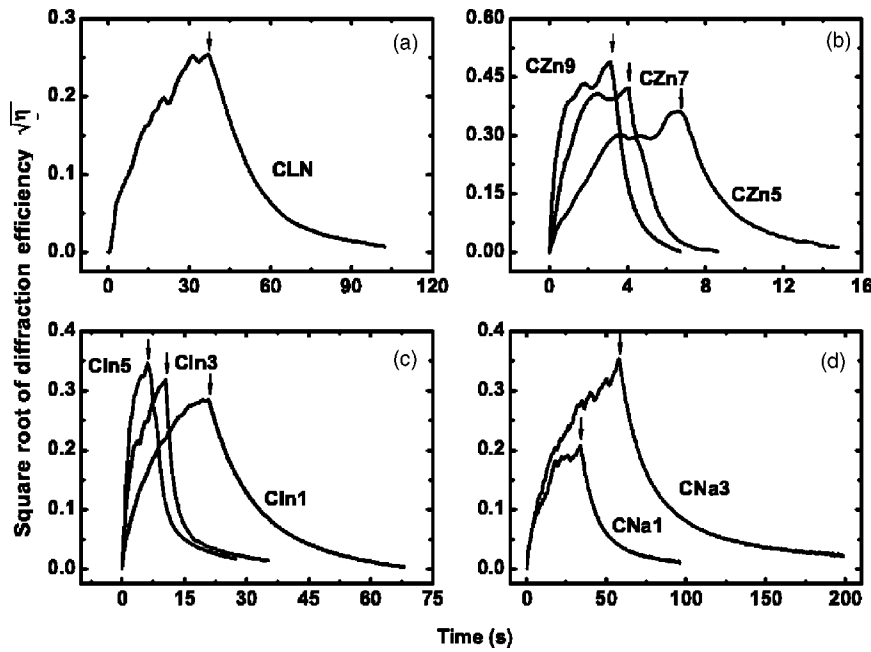 Square root of diffraction efficiency √η
(a)
0.3
0.2
0.1
0.0
CLN
0 30 60 90 120
(b)
0.60
0.45
0.30
0.15
0.00
CZn9
CZn7
CZn5
0 4 8 12 16
(c)
0.4
0.3
0.2
0.1
0.0
CIn5
CIn3
CIn1
0 15 30 45 60 75
(d)
0.4
0.3
0.2
0.1
0.0
CNa3
CNa1
0 50 100 150 200
Time (s)